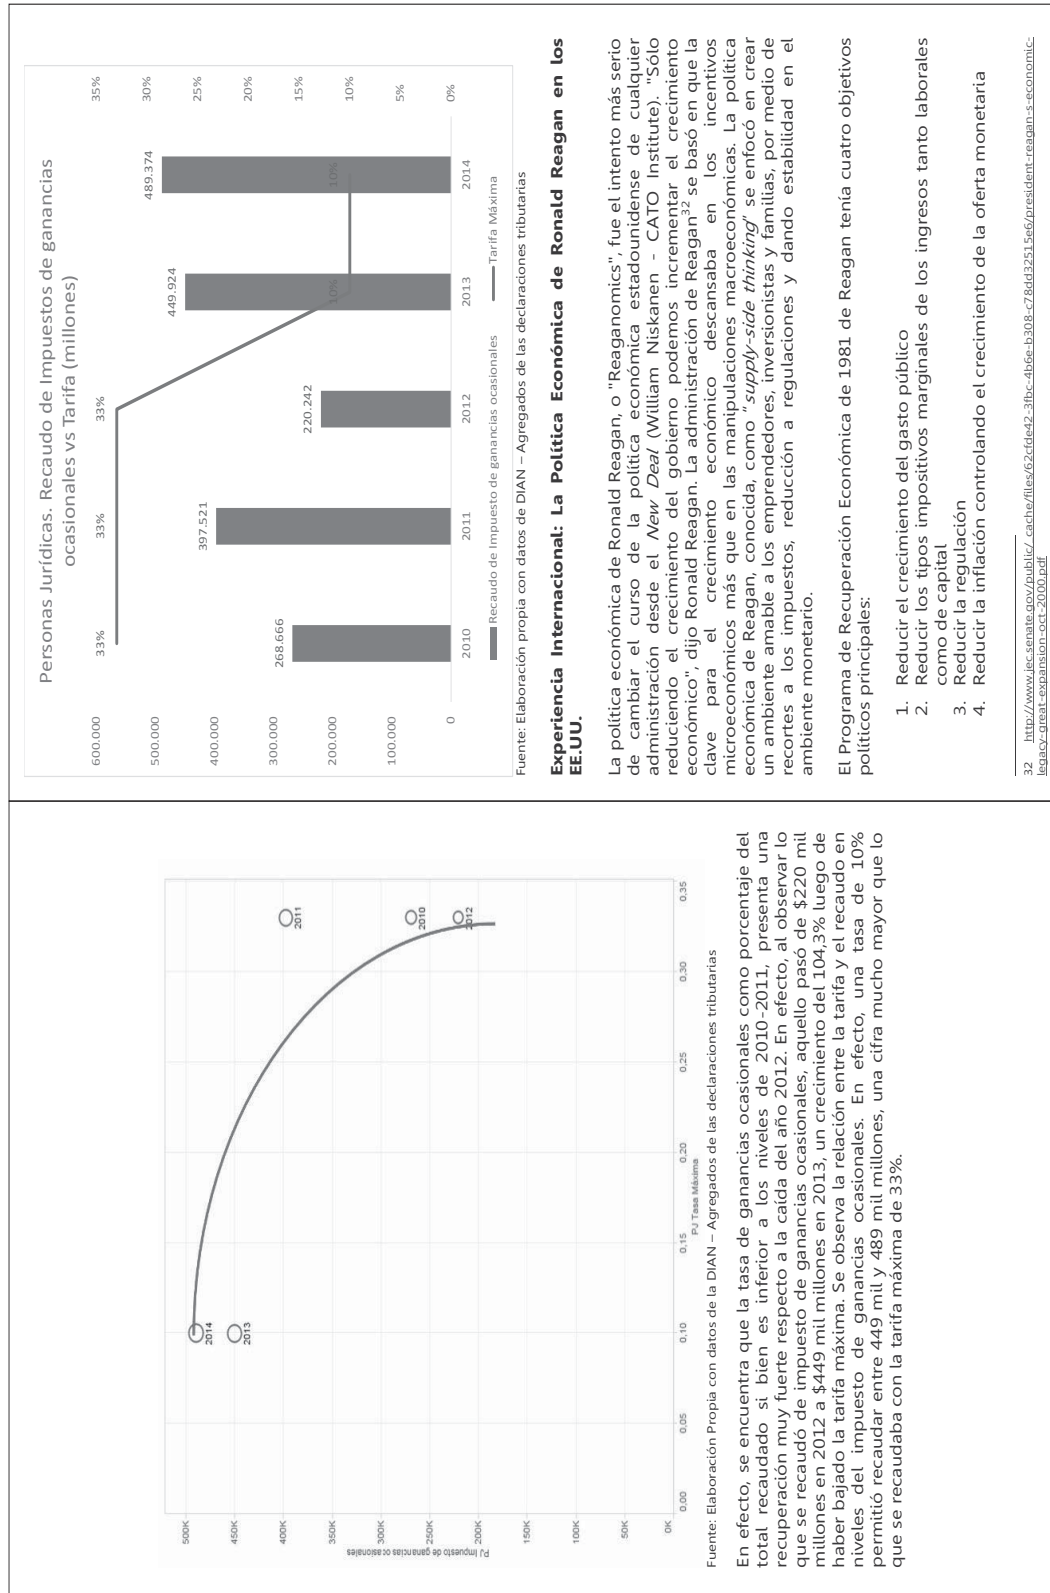 PJ Impuesto de ganancias ocasionales
500K
450K
400K
350K
300K
250K
200K
150K
100K
50K
0K
2014
2013
2011
2010
2012
0,00 0,05 0,10 0,15 0,20 0,25 0,30 0,35
PJ Tasa Máxima
Fuente: Elaboración Propia con datos de la DIAN – Agregados de las declaraciones tributarias
En efecto, se encuentra que la tasa de ganancias ocasionales como porcentaje del
total recaudado si bien es inferior a los niveles de 2010-2011, presenta una
recuperación muy fuerte respecto a la caída del año 2012. En efecto, al observar lo
que se recaudó de impuesto de ganancias ocasionales, aquello pasó de $220 mil
millones en 2012 a $449 mil millones en 2013, un crecimiento del 104,3% luego de
haber bajado la tarifa máxima. Se observa la relación entre la tarifa y el recaudo en
niveles del impuesto de ganancias ocasionales. En efecto, una tasa de 10%
permitió recaudar entre 449 mil y 489 mil millones, una cifra mucho mayor que lo
que se recaudaba con la tarifa máxima de 33%.
Personas Jurídicas. Recaudo de Impuestos de ganancias
ocasionales vs Tarifa (millones)
600.000
500.000
400.000
300.000
200.000
100.000
0
33% 33% 33% 10% 10%
268.666 397.521 220.242 449.924 489.374
35%
30%
25%
20%
15%
10%
5%
0%
2010 2011 2012 2013 2014
Recaudo de Impuesto de ganancias ocasionales Tarifa Máxima
Fuente: Elaboración propia con datos de DIAN – Agregados de las declaraciones tributarias
Experiencia Internacional: La Política Económica de Ronald Reagan en los
EE.UU.
La política económica de Ronald Reagan, o "Reaganomics", fue el intento más serio
de cambiar el curso de la política económica estadounidense de cualquier
administración desde el New Deal (William Niskanen - CATO Institute). "Sólo
reduciendo el crecimiento del gobierno podemos incrementar el crecimiento
económico", dijo Ronald Reagan. La administración de Reagan32 se basó en que la
clave para el crecimiento económico descansaba en los incentivos
microeconómicos más que en las manipulaciones macroeconómicas. La política
económica de Reagan, conocida, como "supply-side thinking" se enfocó en crear
un ambiente amable a los emprendedores, inversionistas y familias, por medio de
recortes a los impuestos, reducción a regulaciones y dando estabilidad en el
ambiente monetario.
El Programa de Recuperación Económica de 1981 de Reagan tenía cuatro objetivos
políticos principales:
1. Reducir el crecimiento del gasto público
2. Reducir los tipos impositivos marginales de los ingresos tanto laborales
como de capital
3. Reducir la regulación
4. Reducir la inflación controlando el crecimiento de la oferta monetaria
32 http://www.jec.senate.gov/public/_cache/files/62cfde42-3fbc-4b6e-b308-c78dd32515e6/president-reagan-s-economic-
legacy-great-expansion-oct-2000.pdf